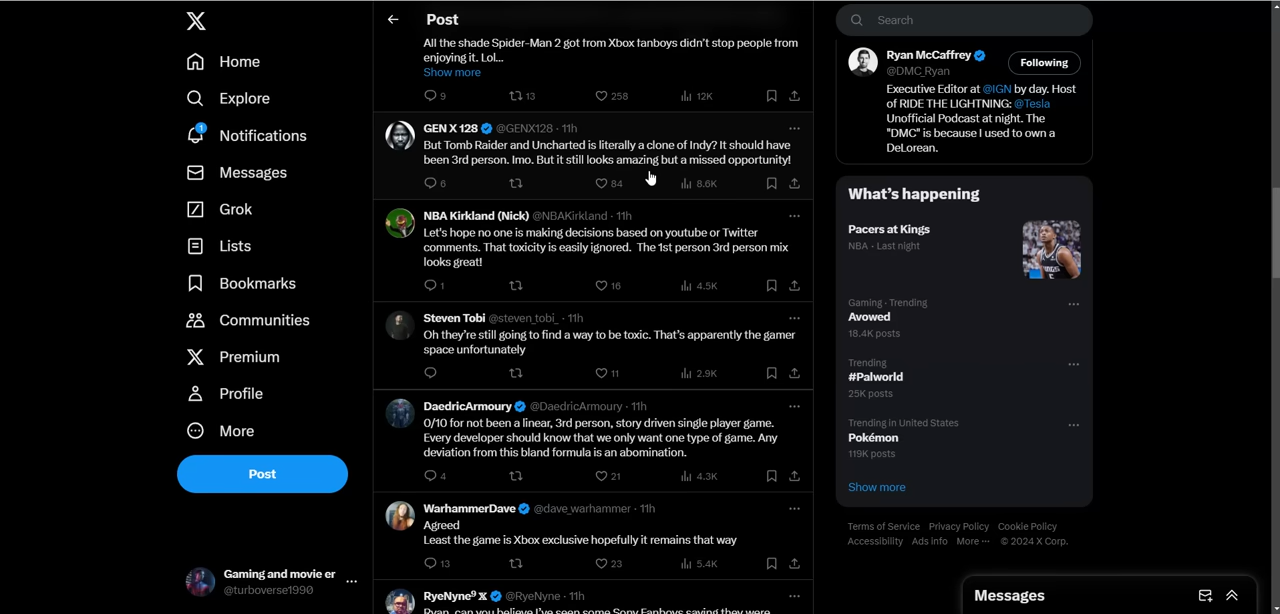 Home
Explore
1
Notifications
Messages
Grok
Lists
Bookmarks
Communities
Premium
Profile
More
Post
Gaming and movie er
@turboverse1990
Post
All the shade Spider-Man 2 got from Xbox fanboys didn't stop people from
enjoying it. Lol...
Show more
9 13 258 12K
GEN X 128 @GENX128 · 11h
But Tomb Raider and Uncharted is literally a clone of Indy? It should have
been 3rd person. Imo. But it still looks amazing but a missed opportunity!
6 84 8.6K
NBA Kirkland (Nick) @NBAKirkland · 11h
Let's hope no one is making decisions based on youtube or Twitter
comments. That toxicity is easily ignored. The 1st person 3rd person mix
looks great!
1 16 4.5K
Steven Tobi @steven_tobi_ · 11h
Oh they're still going to find a way to be toxic. That's apparently the gamer
space unfortunately
11 2.9K
DaedricArmoury @DaedricArmoury · 11h
0/10 for not been a linear, 3rd person, story driven single player game.
Every developer should know that we only want one type of game. Any
deviation from this bland formula is an abomination.
4 21 4.3K
WarhammerDave @dave_warhammer · 11h
Agreed
Least the game is Xbox exclusive hopefully it remains that way
13 23 5.4K
RyeNyne⁹ X @RyeNyne · 11h
Ryan, can you believe I've seen some Sony Fanboys saying they were
Search
Ryan McCaffrey
@DMC_Ryan
Following
Executive Editor at @IGN by day. Host
of RIDE THE LIGHTNING: @Tesla
Unofficial Podcast at night. The
"DMC" is because I used to own a
DeLorean.
What's happening
Pacers at Kings
NBA · Last night
Gaming · Trending
Avowed
18.4K posts
Trending
#Palworld
25K posts
Trending in United States
Pokémon
119K posts
Show more
Terms of Service Privacy Policy Cookie Policy
Accessibility Ads info More ··· © 2024 X Corp.
Messages